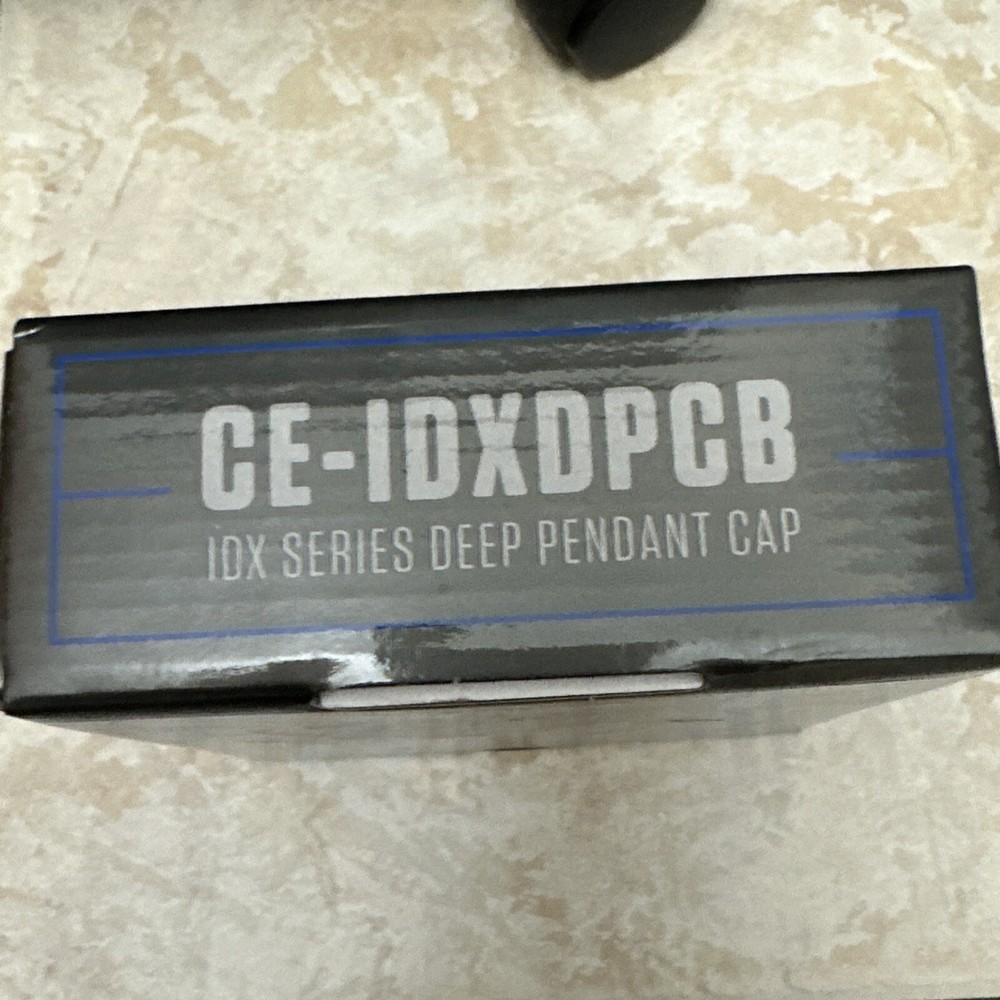 CE-IDXDPCB
IDX SERIES DEEP PENDANT CAP